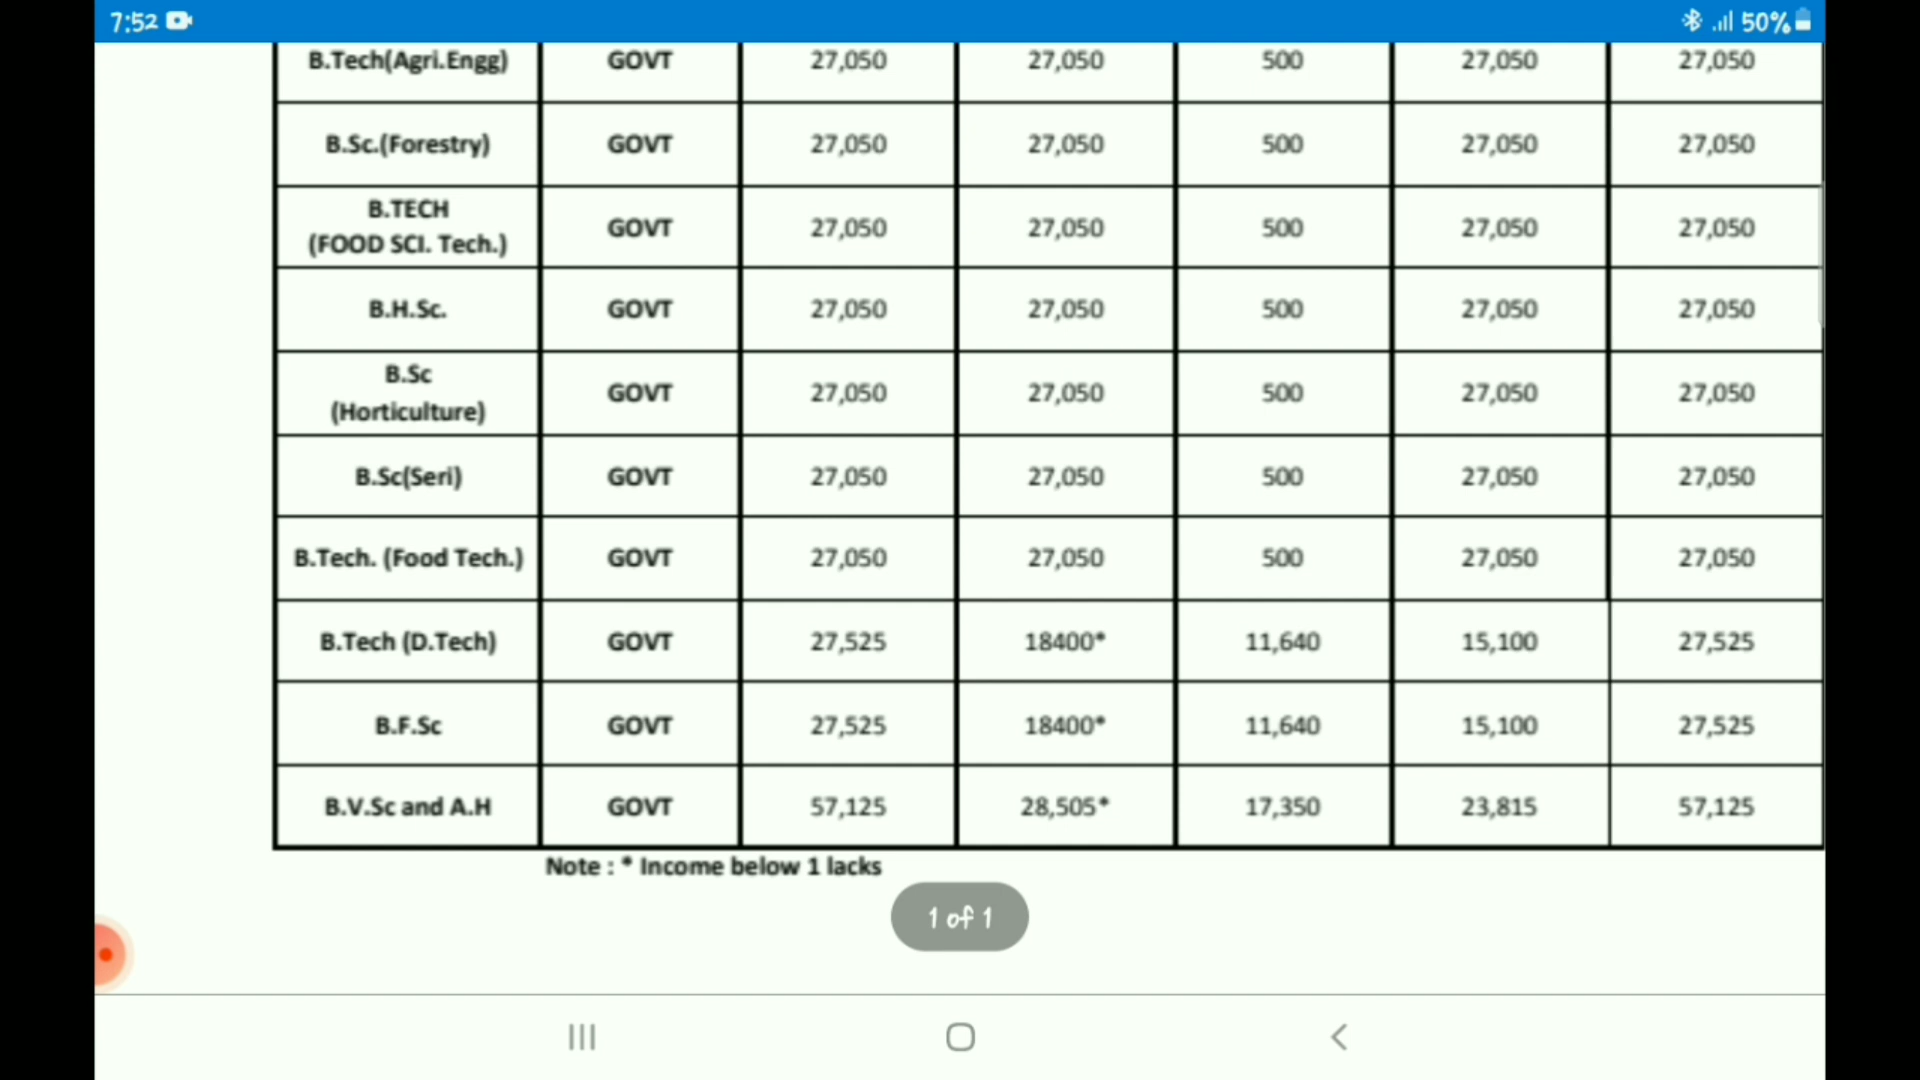 7:52 50%
B.Tech(Agri.Engg) GOVT 27,050 27,050 500 27,050 27,050
B.Sc.(Forestry) GOVT 27,050 27,050 500 27,050 27,050
B.TECH
(FOOD SCI. Tech.) GOVT 27,050 27,050 500 27,050 27,050
B.H.Sc. GOVT 27,050 27,050 500 27,050 27,050
B.Sc
(Horticulture) GOVT 27,050 27,050 500 27,050 27,050
B.Sc(Seri) GOVT 27,050 27,050 500 27,050 27,050
B.Tech. (Food Tech.) GOVT 27,050 27,050 500 27,050 27,050
B.Tech (D.Tech) GOVT 27,525 18400* 11,640 15,100 27,525
B.F.Sc GOVT 27,525 18400* 11,640 15,100 27,525
B.V.Sc and A.H GOVT 57,125 28,505* 17,350 23,815 57,125
Note : * Income below 1 lacks
1 of 1